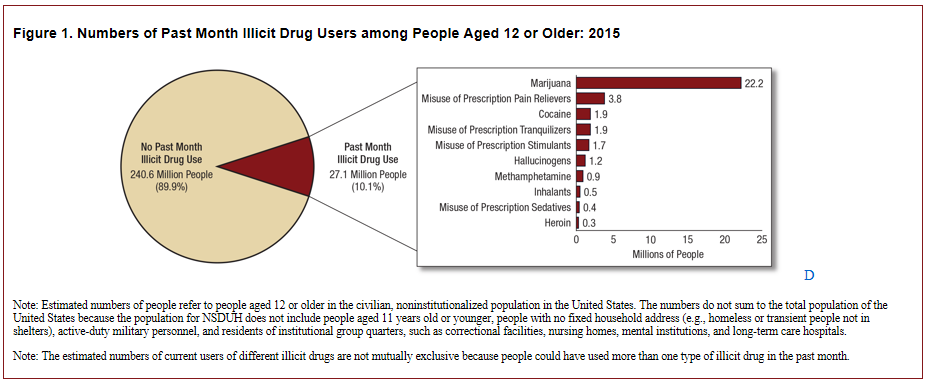 Figure 1. Numbers of Past Month Illicit Drug Users among People Aged 12 or Older: 2015
No Past Month
Illicit Drug Use
240.6 Million People
(89.9%)
Past Month
Illicit Drug Use
27.1 Million People
(10.1%)
Marijuana 22.2
Misuse of Prescription Pain Relievers 3.8
Cocaine 1.9
Misuse of Prescription Tranquilizers 1.9
Misuse of Prescription Stimulants 1.7
Hallucinogens 1.2
Methamphetamine 0.9
Inhalants 0.5
Misuse of Prescription Sedatives 0.4
Heroin 0.3
0 5 10 15 20 25
Millions of People
D
Note: Estimated numbers of people refer to people aged 12 or older in the civilian, noninstitutionalized population in the United States. The numbers do not sum to the total population of the
United States because the population for NSDUH does not include people aged 11 years old or younger, people with no fixed household address (e.g., homeless or transient people not in
shelters), active-duty military personnel, and residents of institutional group quarters, such as correctional facilities, nursing homes, mental institutions, and long-term care hospitals.
Note: The estimated numbers of current users of different illicit drugs are not mutually exclusive because people could have used more than one type of illicit drug in the past month.